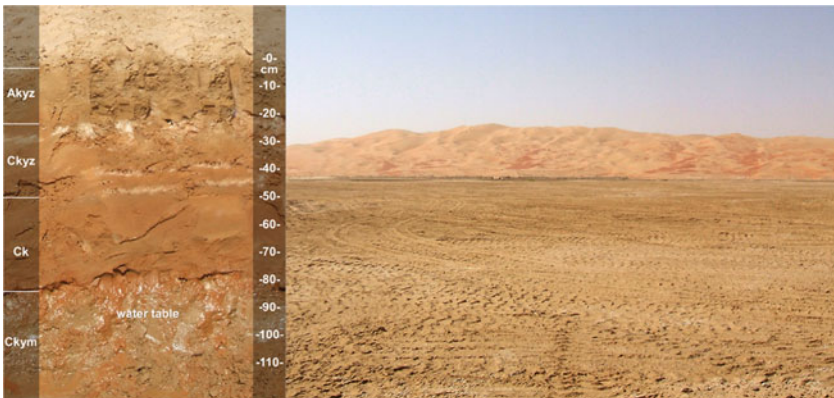 -0-
cm
Akyz
-10-
-20-
Ckyz
-30-
-40-
-50-
Ck
-60-
-70-
-80-
-90-
water table
Ckym
-100-
-110-